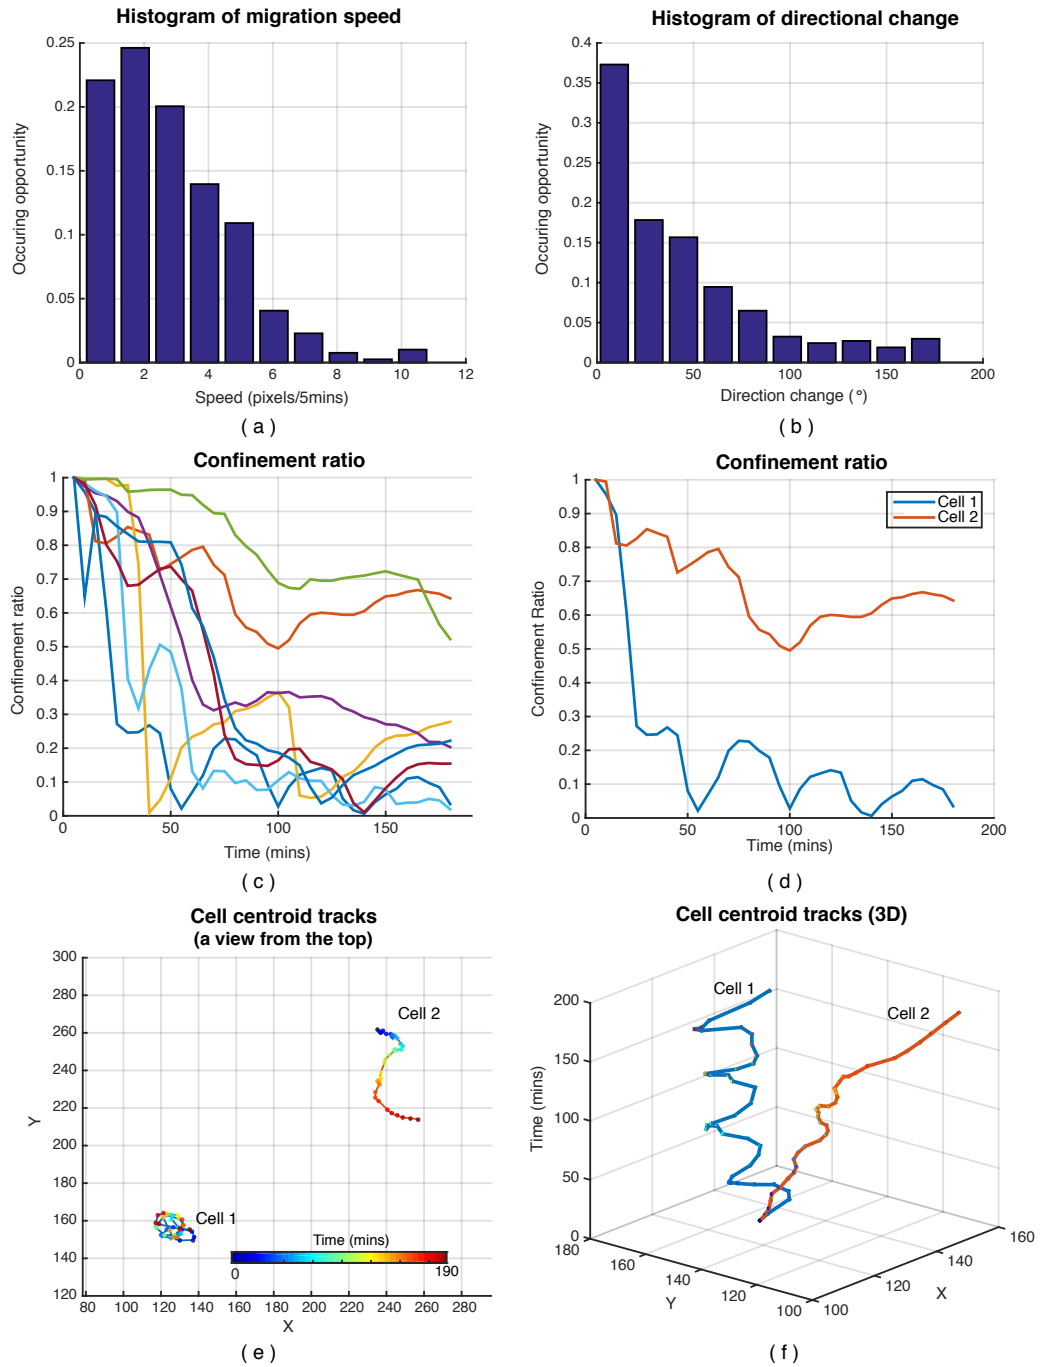 Histogram of migration speed
0.25
0.2
0.15
0.1
0.05
0
0 2 4 6 8 10 12
Occuring opportunity
Speed (pixels/5mins)
( a )
Histogram of directional change
0.4
0.35
0.3
0.25
0.2
0.15
0.1
0.05
0
0 50 100 150 200
Occuring opportunity
Direction change (°)
( b )
Confinement ratio
1
0.9
0.8
0.7
0.6
0.5
0.4
0.3
0.2
0.1
0
0 50 100 150
Confinement ratio
Time (mins)
( c )
Confinement ratio
Cell 1
Cell 2
1
0.9
0.8
0.7
0.6
0.5
0.4
0.3
0.2
0.1
0
0 50 100 150 200
Confinement Ratio
Time (mins)
( d )
Cell centroid tracks
(a view from the top)
300
280
260
240
220
200
180
160
140
120
80 100 120 140 160 180 200 220 240 260 280
Y
X
Cell 2
Cell 1
Time (mins)
0 190
( e )
Cell centroid tracks (3D)
Cell 1
Cell 2
200
150
100
50
0
Time (mins)
180 160 140 120 100
Y
100 120 140 160
X
( f )